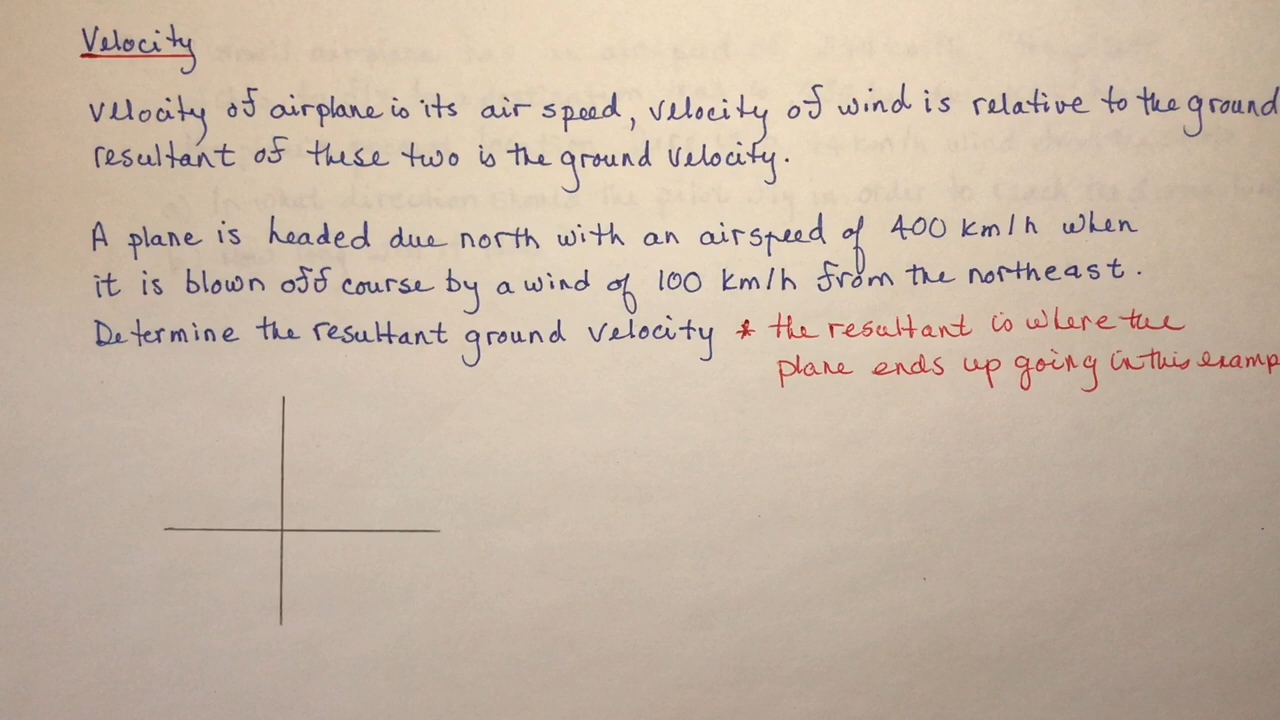 Velocity
Velocity of airplane is its air speed, velocity of wind is relative to the ground
resultant of these two is the ground velocity.
A plane is headed due north with an airspeed of 400 km/h when
it is blown off course by a wind of 100 km/h from the northeast.
Determine the resultant ground velocity * the resultant is where the
plane ends up going in this examp